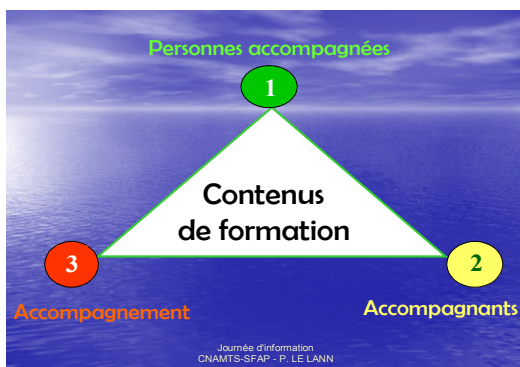 Personnes accompagnées
1
Contenus
de formation
3
2
Accompagnement
Accompagnants
Journée d'information
CNAMTS-SFAP - P. LE LANN